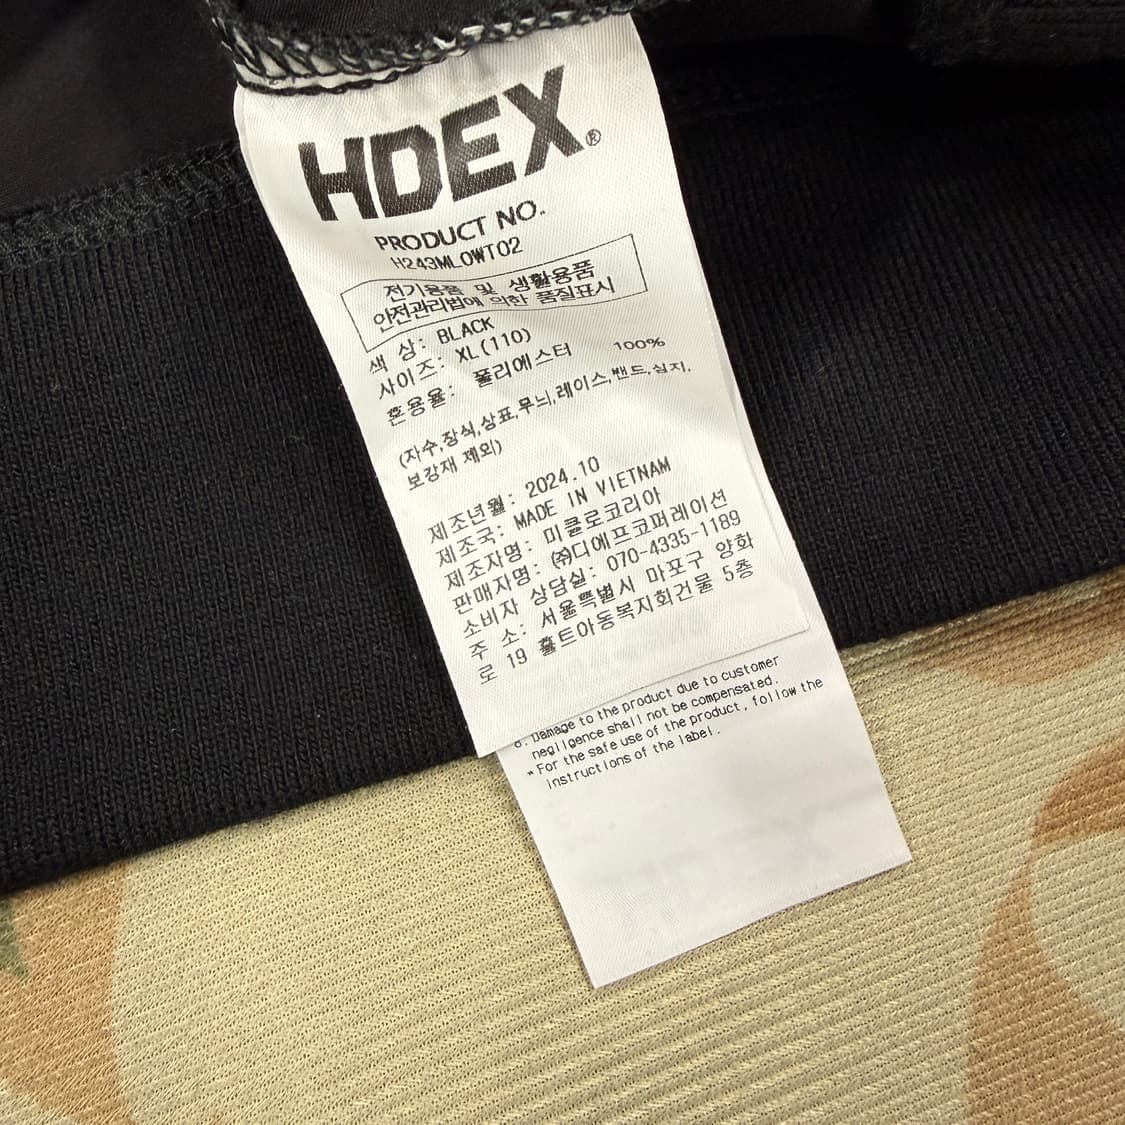 HDEX®
PRODUCT NO.
H243MLOWT02
전기용품 및 생활용품
안전관리법에 의한 품질표시
색 상: BLACK
사이즈: XL(110)
혼용율: 폴리에스터 100%
(자수,장식,상표,무늬,레이스,밴드,심지,
보강재 제외)
제조년월: 2024.10
제조국: MADE IN VIETNAM
제조자명: 미클로코리아
판매자명: ㈜디에프코퍼레이션
소비자 상담실: 070-4335-1189
주 소: 서울특별시 마포구 양화
로 19 홀트아동복지회건물 5층
Damage to the product due to customer
negligence shall not be compensated.
*For the safe use of the product, follow the
instructions of the label.